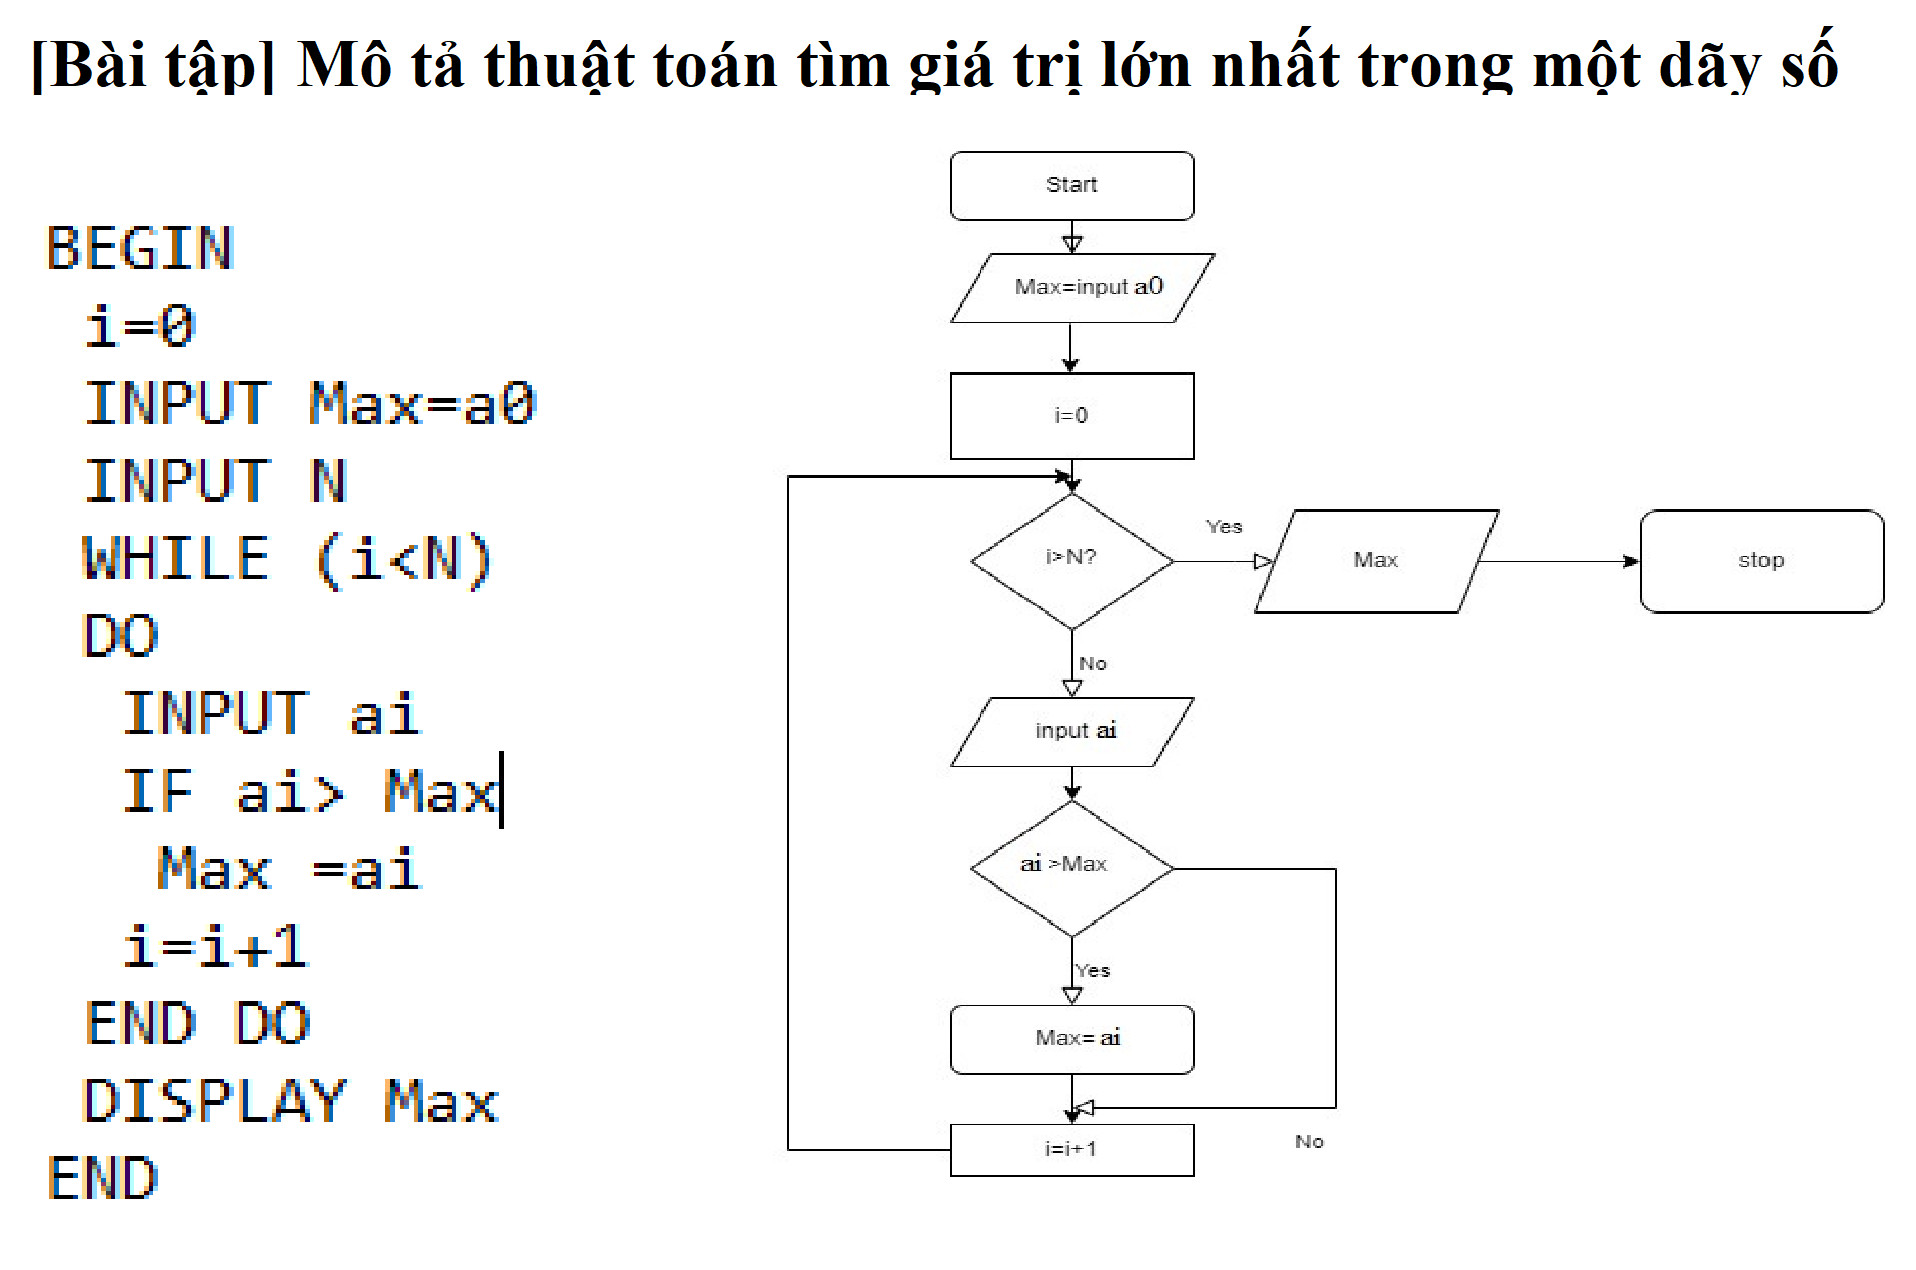 [Bài tập] Mô tả thuật toán tìm giá trị lớn nhất trong một dãy số
BEGIN
i=0
INPUT Max=a0
INPUT N
WHILE (i<N)
DO
INPUT ai
IF ai> Max
Max =ai
i=i+1
END DO
DISPLAY Max
END
Start
Max=input a0
i=0
i>N?
Yes
Max
stop
No
input ai
ai >Max
Yes
Max= ai
No
i=i+1